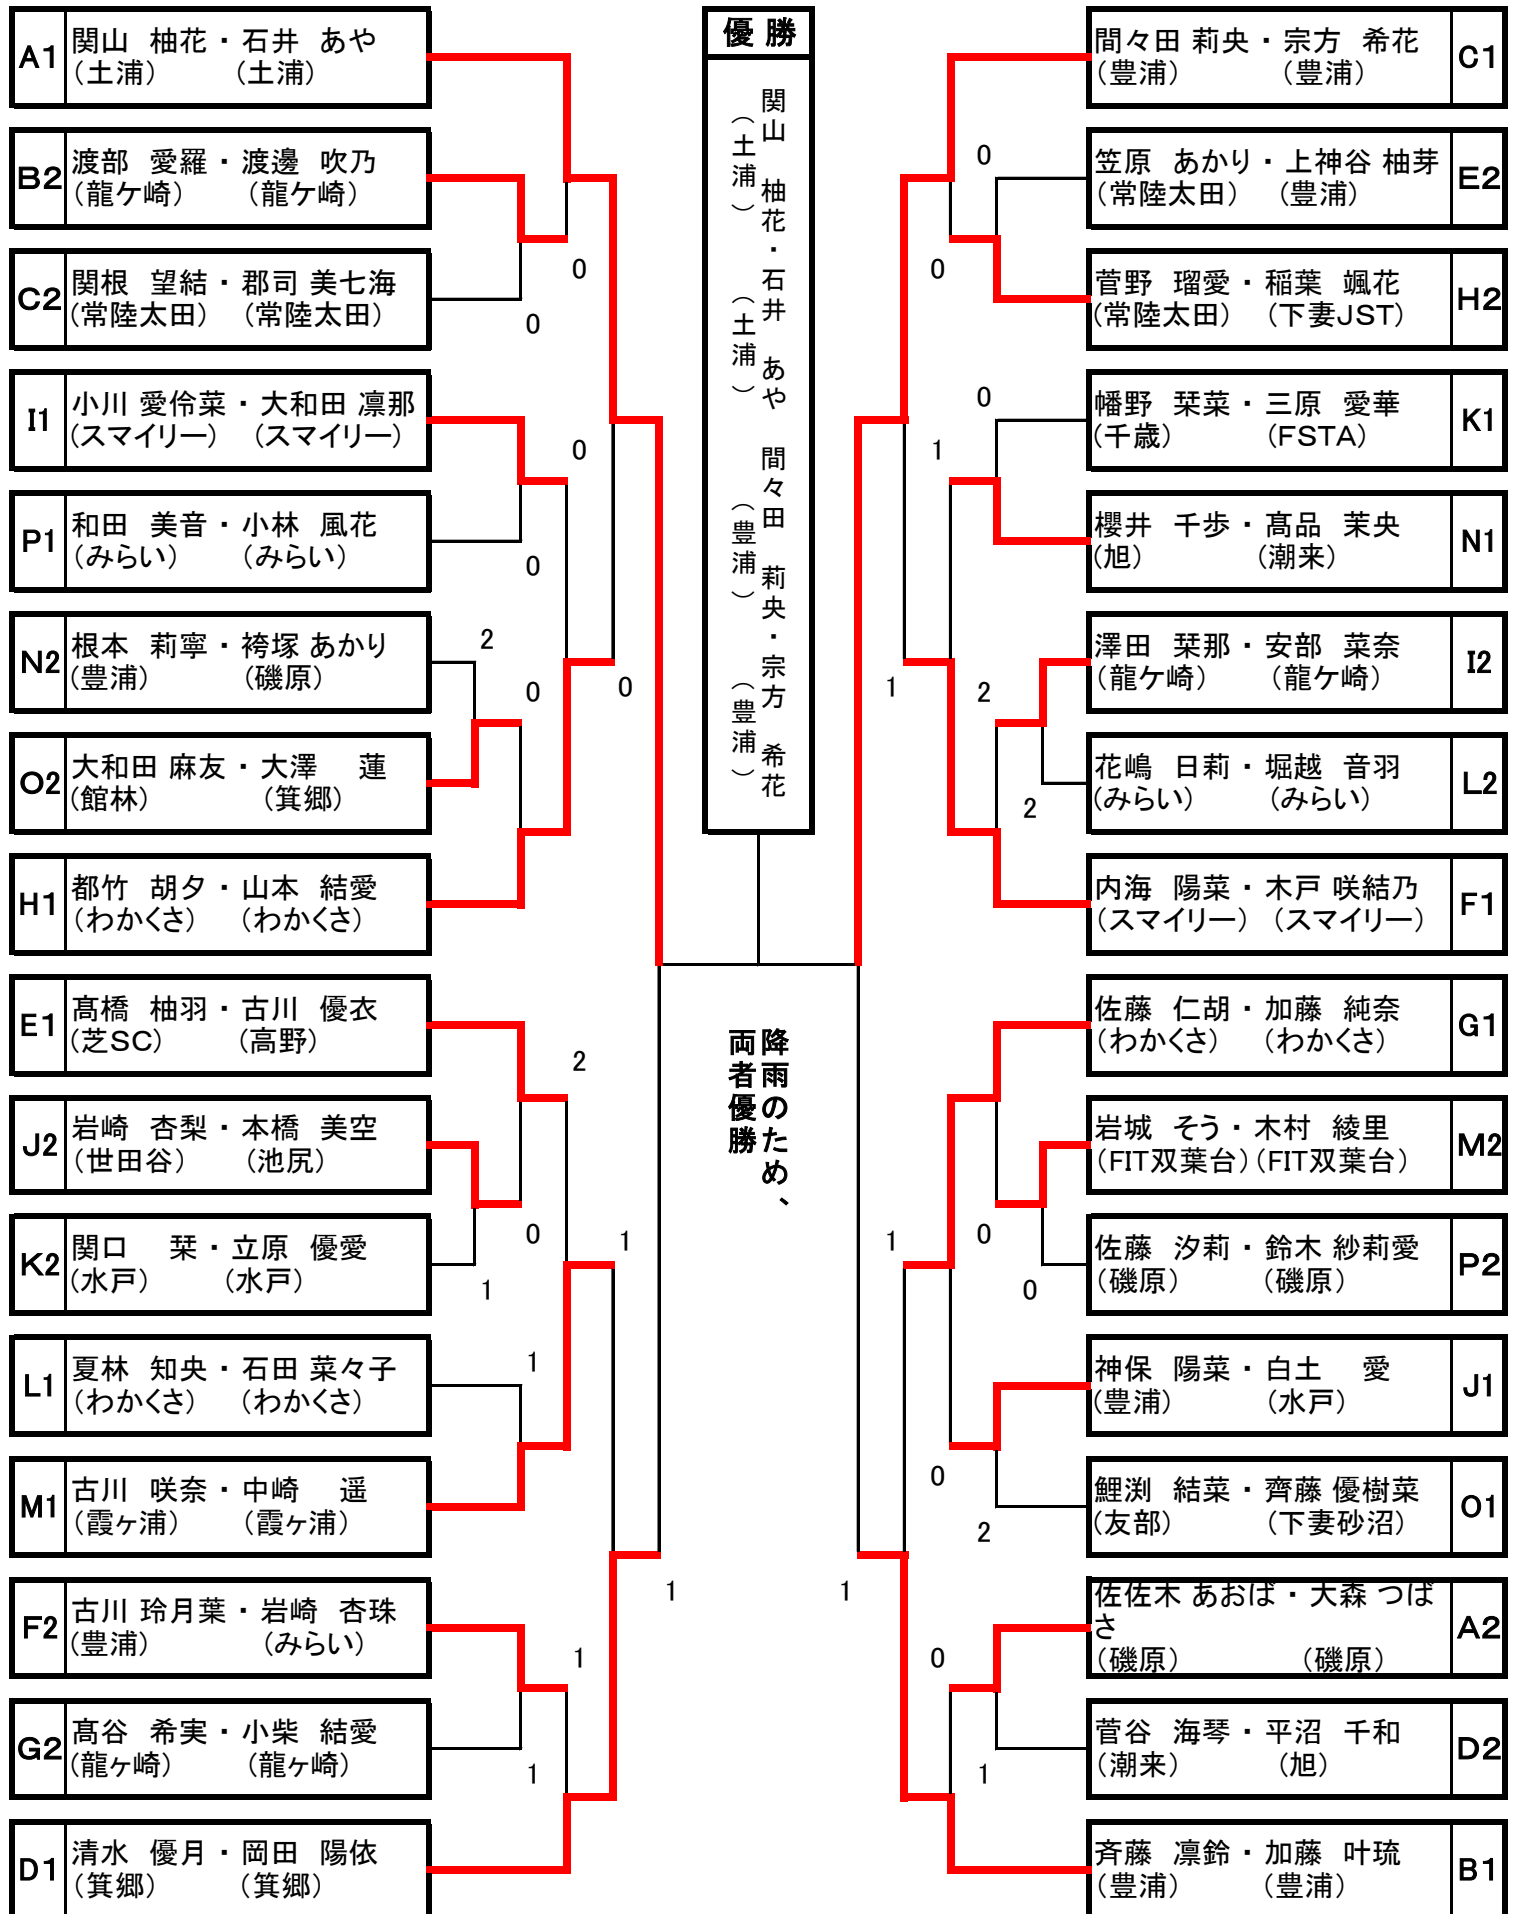 A1
関山 柚花・石井 あや
(土浦) (土浦)
B2
渡部 愛羅・渡邊 吹乃
(龍ケ崎) (龍ケ崎)
C2
関根 望結・郡司 美七海
(常陸太田) (常陸太田)
I1
小川 愛伶菜・大和田 凛那
(スマイリー) (スマイリー)
P1
和田 美音・小林 風花
(みらい) (みらい)
N2
根本 莉寧・袴塚 あかり
(豊浦) (磯原)
O2
大和田 麻友・大澤 蓮
(館林) (箕郷)
H1
都竹 胡夕・山本 結愛
(わかくさ) (わかくさ)
E1
髙橋 柚羽・古川 優衣
(芝SC) (高野)
J2
岩崎 杏梨・本橋 美空
(世田谷) (池尻)
K2
関口 栞・立原 優愛
(水戸) (水戸)
L1
夏林 知央・石田 菜々子
(わかくさ) (わかくさ)
M1
古川 咲奈・中崎 遥
(霞ヶ浦) (霞ヶ浦)
F2
古川 玲月葉・岩崎 杏珠
(豊浦) (みらい)
G2
髙谷 希実・小柴 結愛
(龍ヶ崎) (龍ヶ崎)
D1
清水 優月・岡田 陽依
(箕郷) (箕郷)
0
0
0
0
2
0
0
2
0
1
1
1
1
1
1
優勝
関山 柚花・石井 あや 間々田 莉央・宗方 希花
(土浦) (土浦) (豊浦) (豊浦)
降雨のため、
両者優勝
0
0
0
1
1
2
2
1
0
0
0
2
1
0
1
間々田 莉央・宗方 希花
(豊浦) (豊浦)
C1
笠原 あかり・上神谷 柚芽
(常陸太田) (豊浦)
E2
菅野 瑠愛・稲葉 颯花
(常陸太田) (下妻JST)
H2
幡野 栞菜・三原 愛華
(千歳) (FSTA)
K1
櫻井 千歩・髙品 茉央
(旭) (潮来)
N1
澤田 栞那・安部 菜奈
(龍ケ崎) (龍ケ崎)
I2
花嶋 日莉・堀越 音羽
(みらい) (みらい)
L2
内海 陽菜・木戸 咲結乃
(スマイリー) (スマイリー)
F1
佐藤 仁胡・加藤 純奈
(わかくさ) (わかくさ)
G1
岩城 そう・木村 綾里
(FIT双葉台) (FIT双葉台)
M2
佐藤 汐莉・鈴木 紗莉愛
(磯原) (磯原)
P2
神保 陽菜・白土 愛
(豊浦) (水戸)
J1
鯉渕 結菜・齊藤 優樹菜
(友部) (下妻砂沼)
O1
佐佐木 あおば・大森 つば
さ
(磯原) (磯原)
A2
菅谷 海琴・平沼 千和
(潮来) (旭)
D2
斉藤 凛鈴・加藤 叶琉
(豊浦) (豊浦)
B1